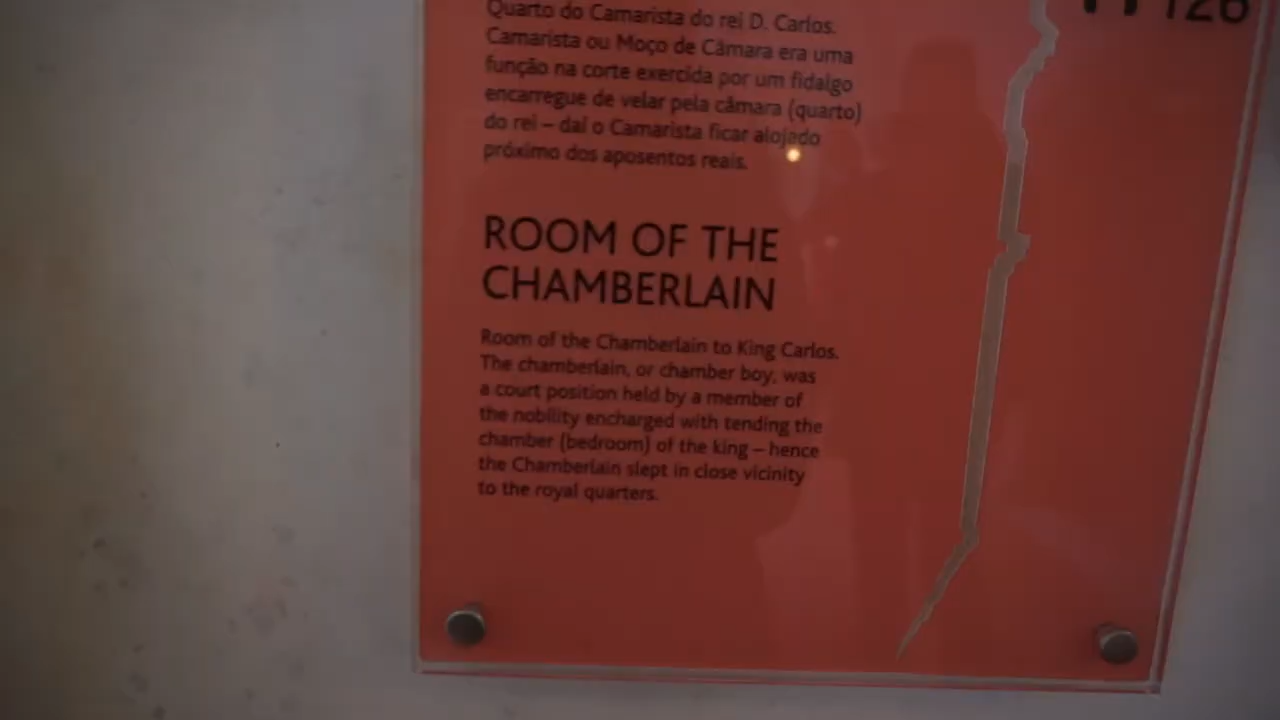 126
Quarto do Camarista do rei D. Carlos.
Camarista ou Moço de Câmara era uma
função na corte exercida por um fidalgo
encarregue de velar pela câmara (quarto)
do rei – daí o Camarista ficar alojado
próximo dos aposentos reais.
ROOM OF THE
CHAMBERLAIN
Room of the Chamberlain to King Carlos.
The chamberlain, or chamber boy, was
a court position held by a member of
the nobility encharged with tending the
chamber (bedroom) of the king – hence
the Chamberlain slept in close vicinity
to the royal quarters.